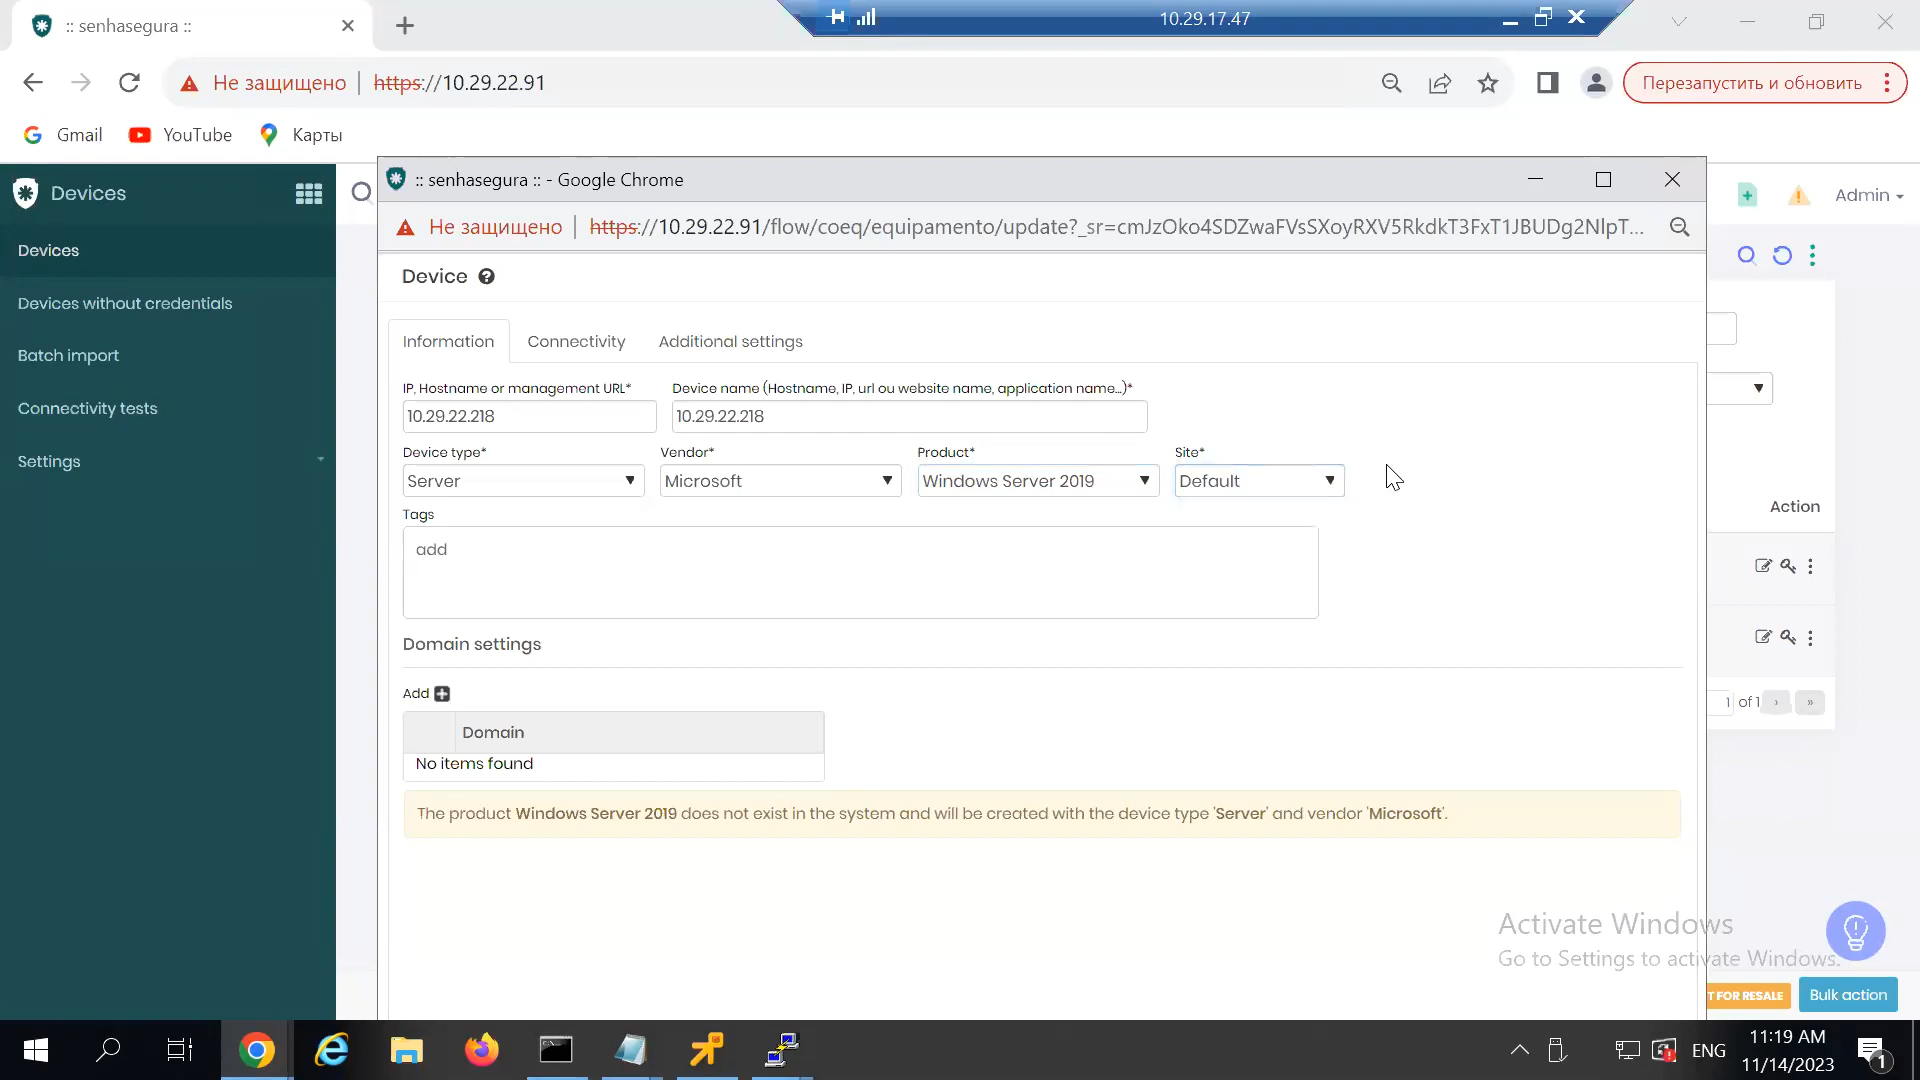 :: senhasegura ::
10.29.17.47
Не защищено
https://10.29.22.91
Перезапустить и обновить
Gmail
YouTube
Карты
Devices
Devices
Devices without credentials
Batch import
Connectivity tests
Settings
:: senhasegura :: - Google Chrome
Не защищено
https://10.29.22.91/flow/coeq/equipamento/update?_sr=cmJzOko4SDZwaFVsSXoyRXV5RkdkT3FxT1JBUDg2NlpT...
Device
Information
Connectivity
Additional settings
IP, Hostname or management URL*
Device name (Hostname, IP, url ou website name, application name...)*
10.29.22.218
10.29.22.218
Device type*
Vendor*
Product*
Site*
Server
Microsoft
Windows Server 2019
Default
Tags
add
Domain settings
Add
Domain
No items found
The product Windows Server 2019 does not exist in the system and will be created with the device type 'Server' and vendor 'Microsoft'.
Admin
Action
1 of 1
›
»
Activate Windows
Go to Settings to activate Windows.
T FOR RESALE
Bulk action
ENG
11:19 AM
11/14/2023
1